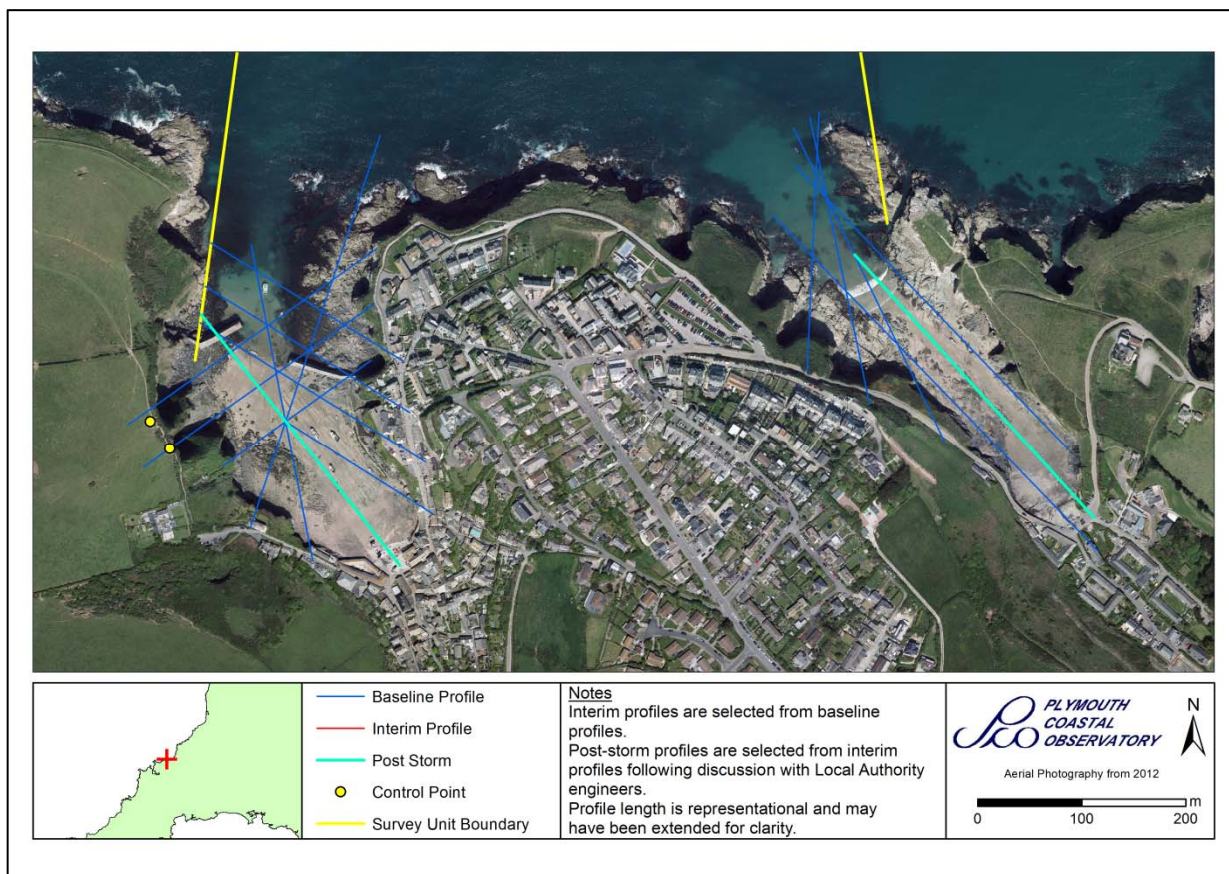 Baseline Profile
Interim Profile
Post Storm
Control Point
Survey Unit Boundary
Notes
Interim profiles are selected from baseline
profiles.
Post-storm profiles are selected from interim
profiles following discussion with Local Authority
engineers.
Profile length is representational and may
have been extended for clarity.
PLYMOUTH
COASTAL
OBSERVATORY
N
Aerial Photography from 2012
m
0 100 200